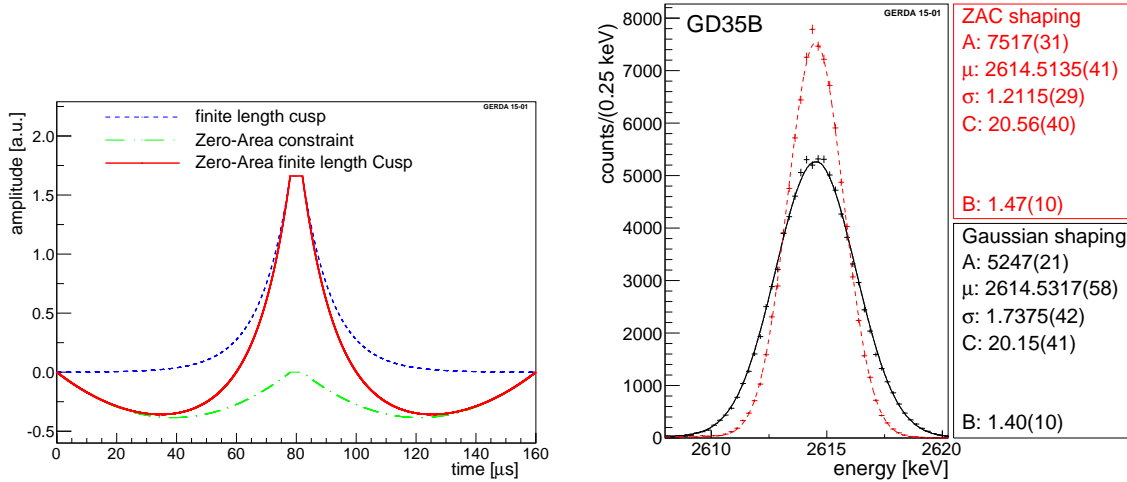 GERDA 15-01
finite length cusp
Zero-Area constraint
Zero-Area finite length Cusp
amplitude [a.u.]
2.0
1.5
1.0
0.5
0.0
-0.5
0 20 40 60 80 100 120 140 160
time [μs]
GD35B
GERDA 15-01
counts/(0.25 keV)
8000
7000
6000
5000
4000
3000
2000
1000
0
2610 2615 2620
energy [keV]
ZAC shaping
A: 7517(31)
μ: 2614.5135(41)
σ: 1.2115(29)
C: 20.56(40)
B: 1.47(10)
Gaussian shaping
A: 5247(21)
μ: 2614.5317(58)
σ: 1.7375(42)
C: 20.15(41)
B: 1.40(10)